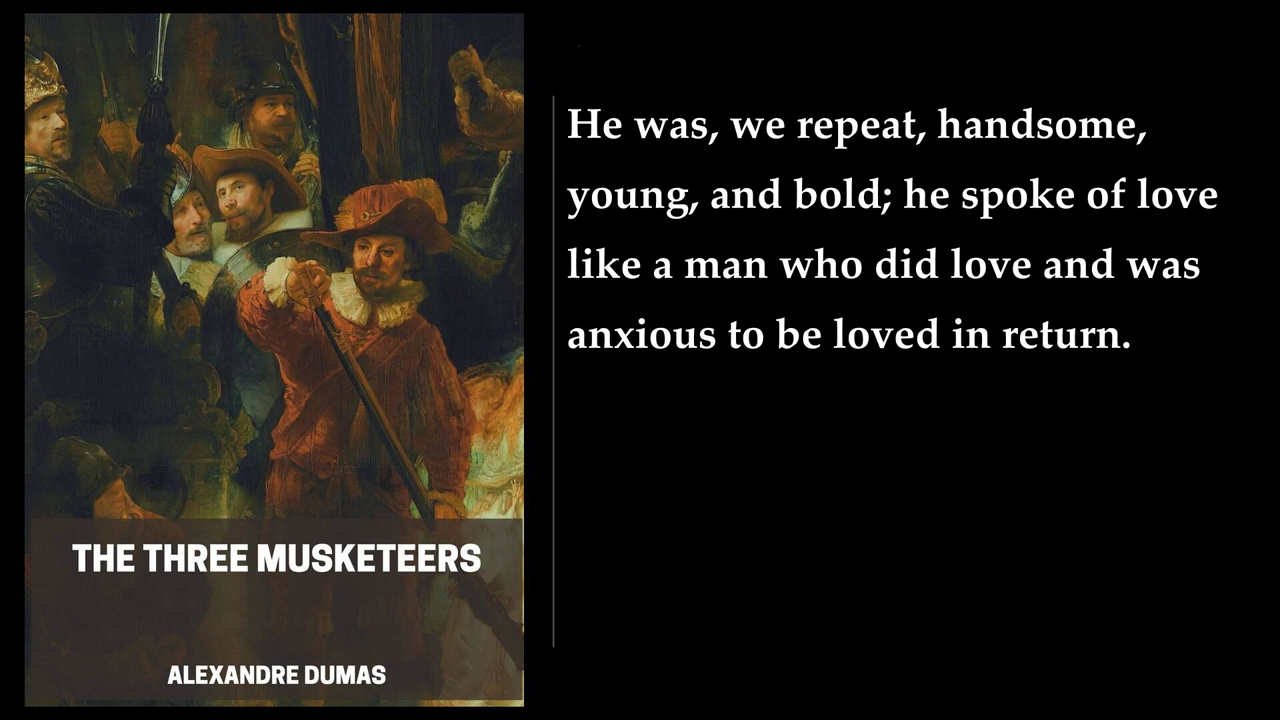 THE THREE MUSKETEERS
ALEXANDRE DUMAS
He was, we repeat, handsome,
young, and bold; he spoke of love
like a man who did love and was
anxious to be loved in return.